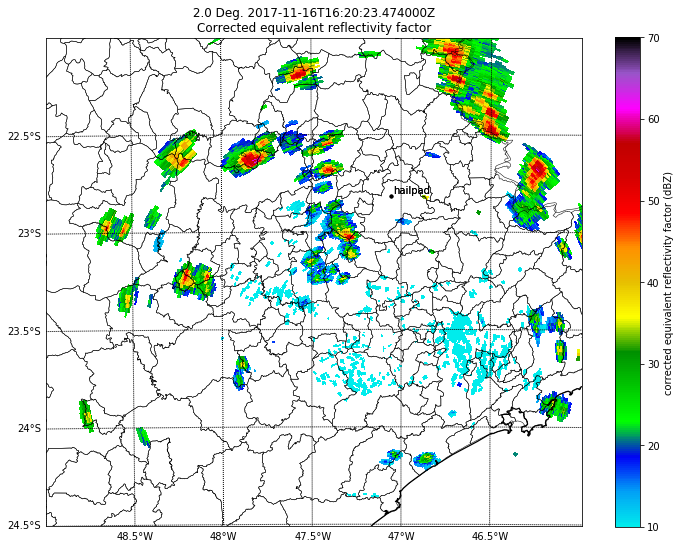 2.0 Deg. 2017-11-16T16:20:23.474000Z
Corrected equivalent reflectivity factor
70
60
50
40
30
20
10
corrected equivalent reflectivity factor (dBZ)
22.5°S
23°S
23.5°S
24°S
24.5°S
hailpad
48.5°W
48°W
47.5°W
47°W
46.5°W